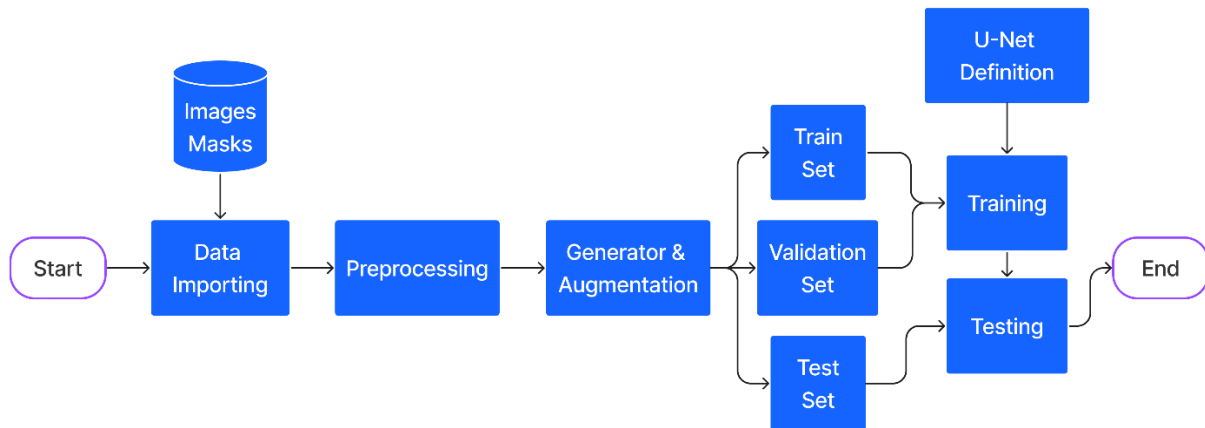 Start
Images
Masks
Data
Importing
Preprocessing
Generator &
Augmentation
Train
Set
Validation
Set
Test
Set
U-Net
Definition
Training
Testing
End